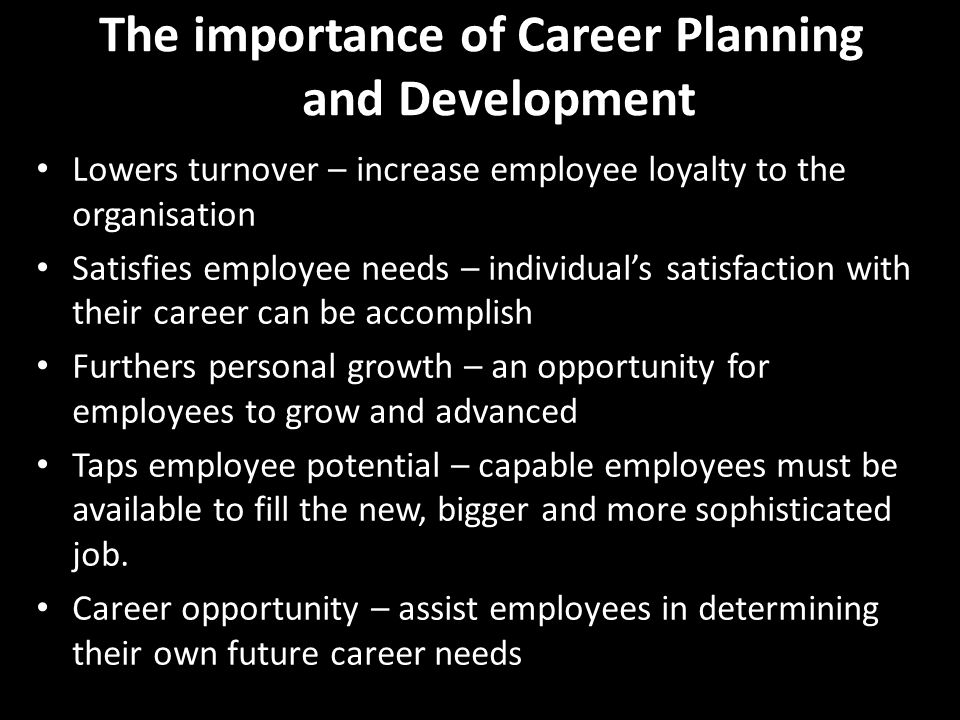 The importance of Career Planning
and Development
• Lowers turnover – increase employee loyalty to the
organisation
• Satisfies employee needs – individual’s satisfaction with
their career can be accomplish
• Furthers personal growth – an opportunity for
employees to grow and advanced
• Taps employee potential – capable employees must be
available to fill the new, bigger and more sophisticated
job.
• Career opportunity – assist employees in determining
their own future career needs